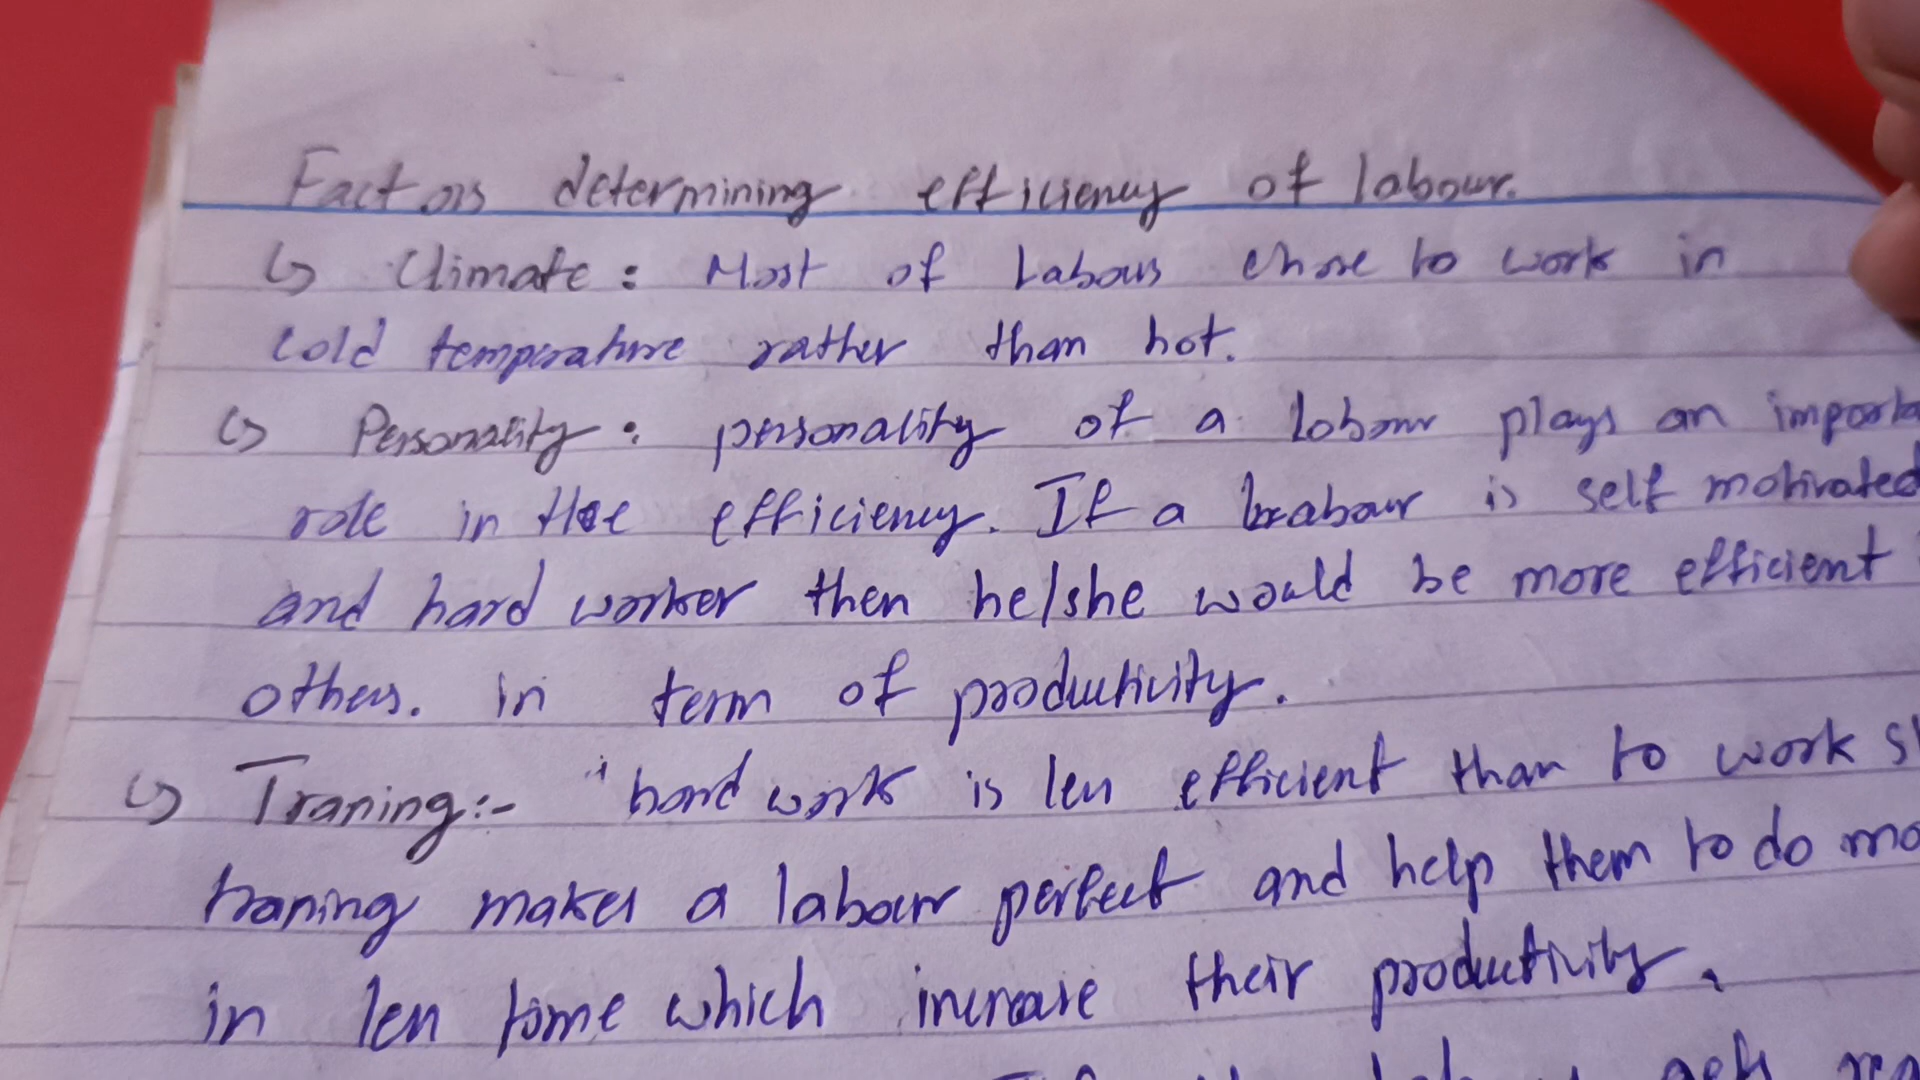 Factors determining efficiency of labour.
↳ Climate: Most of Labours chose to work in
cold temperature rather than hot.
↳ Personality: personality of a labour plays an importa
role in the efficiency. If a labour is self motivated
and hard worker then he/she would be more efficient
others. in term of productivity.
↳ Traning:- hard work is less efficient than to work s
traning makes a labour perfect and help them to do mo
in less time which increase their productivity.